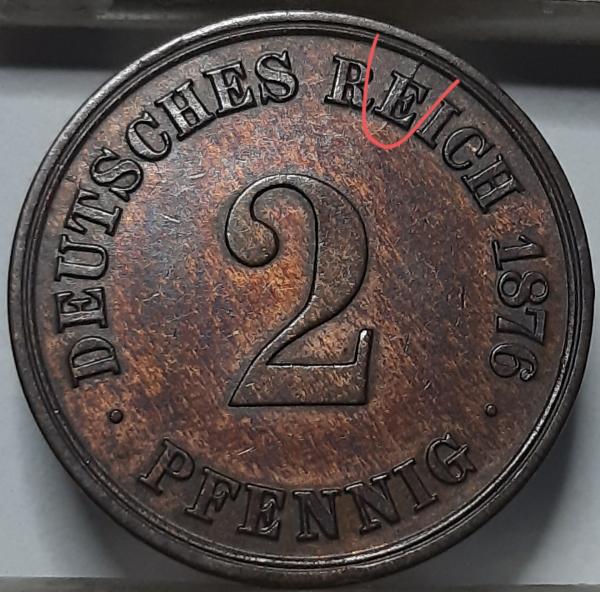 DEUTSCHES REICH 1876
2
PFENNIG